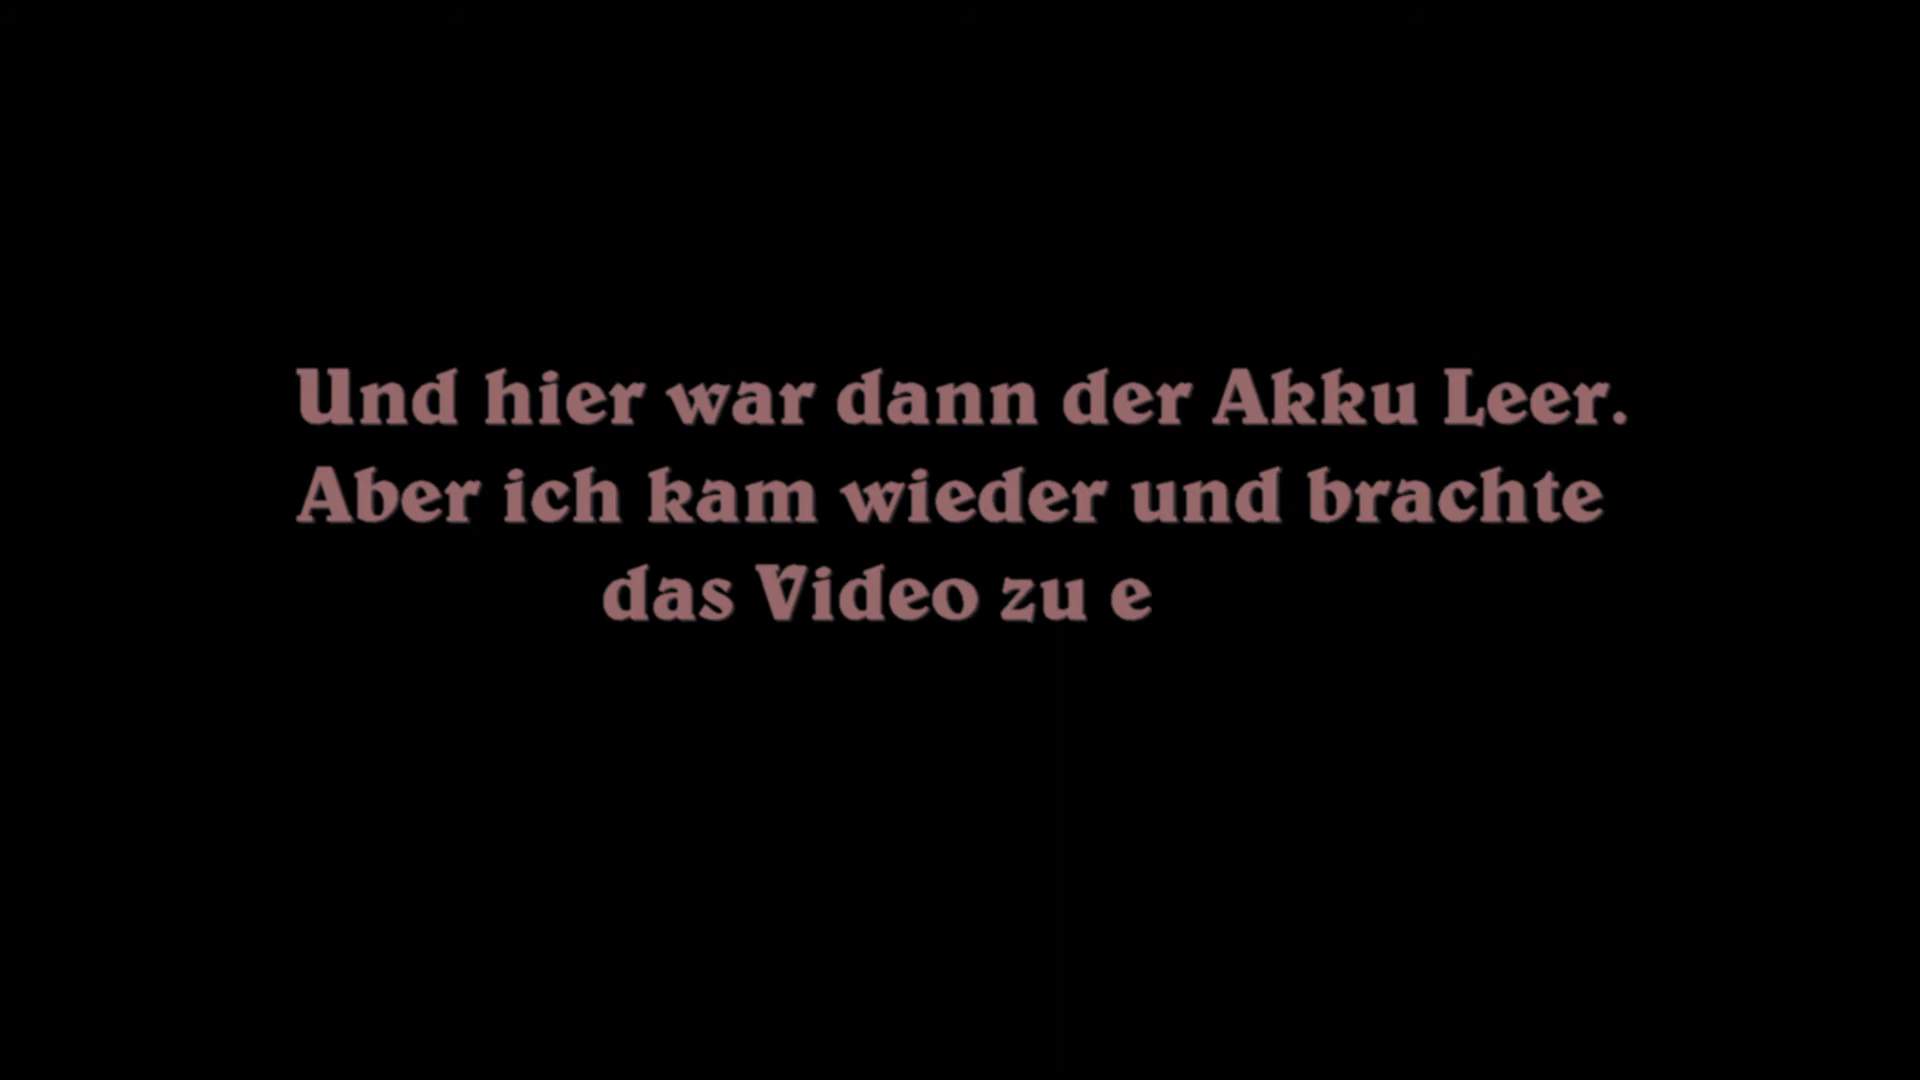 Und hier war dann der Akku Leer.
Aber ich kam wieder und brachte
das Video zu e